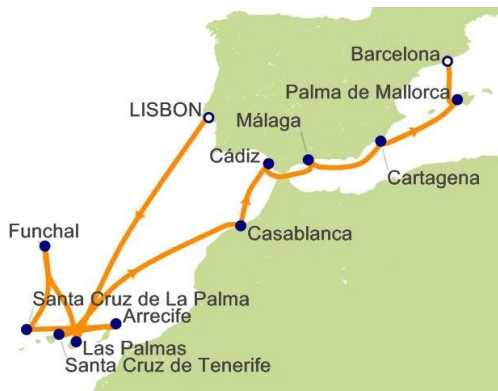 Barcelona
Palma de Mallorca
LISBON
Málaga
Cádiz
Cartagena
Funchal
Casablanca
Santa Cruz de La Palma
Arrecife
Las Palmas
Santa Cruz de Tenerife